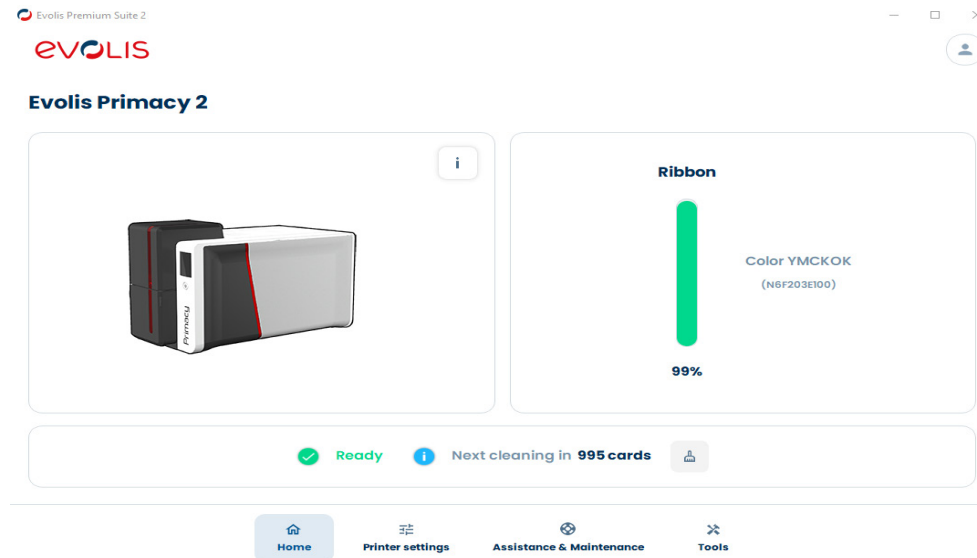 Evolis Premium Suite 2
evolis
Evolis Primacy 2
i
Primacy
Ribbon
Color YMCKOK
(N6F203E100)
99%
Ready
i
Next cleaning in 995 cards
Home
Printer settings
Assistance & Maintenance
Tools